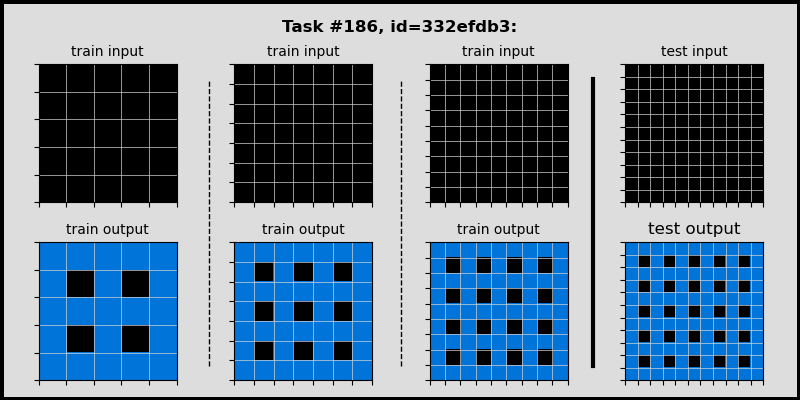 Task #186, id=332efdb3:
train input
train input
train input
test input
train output
train output
train output
test output